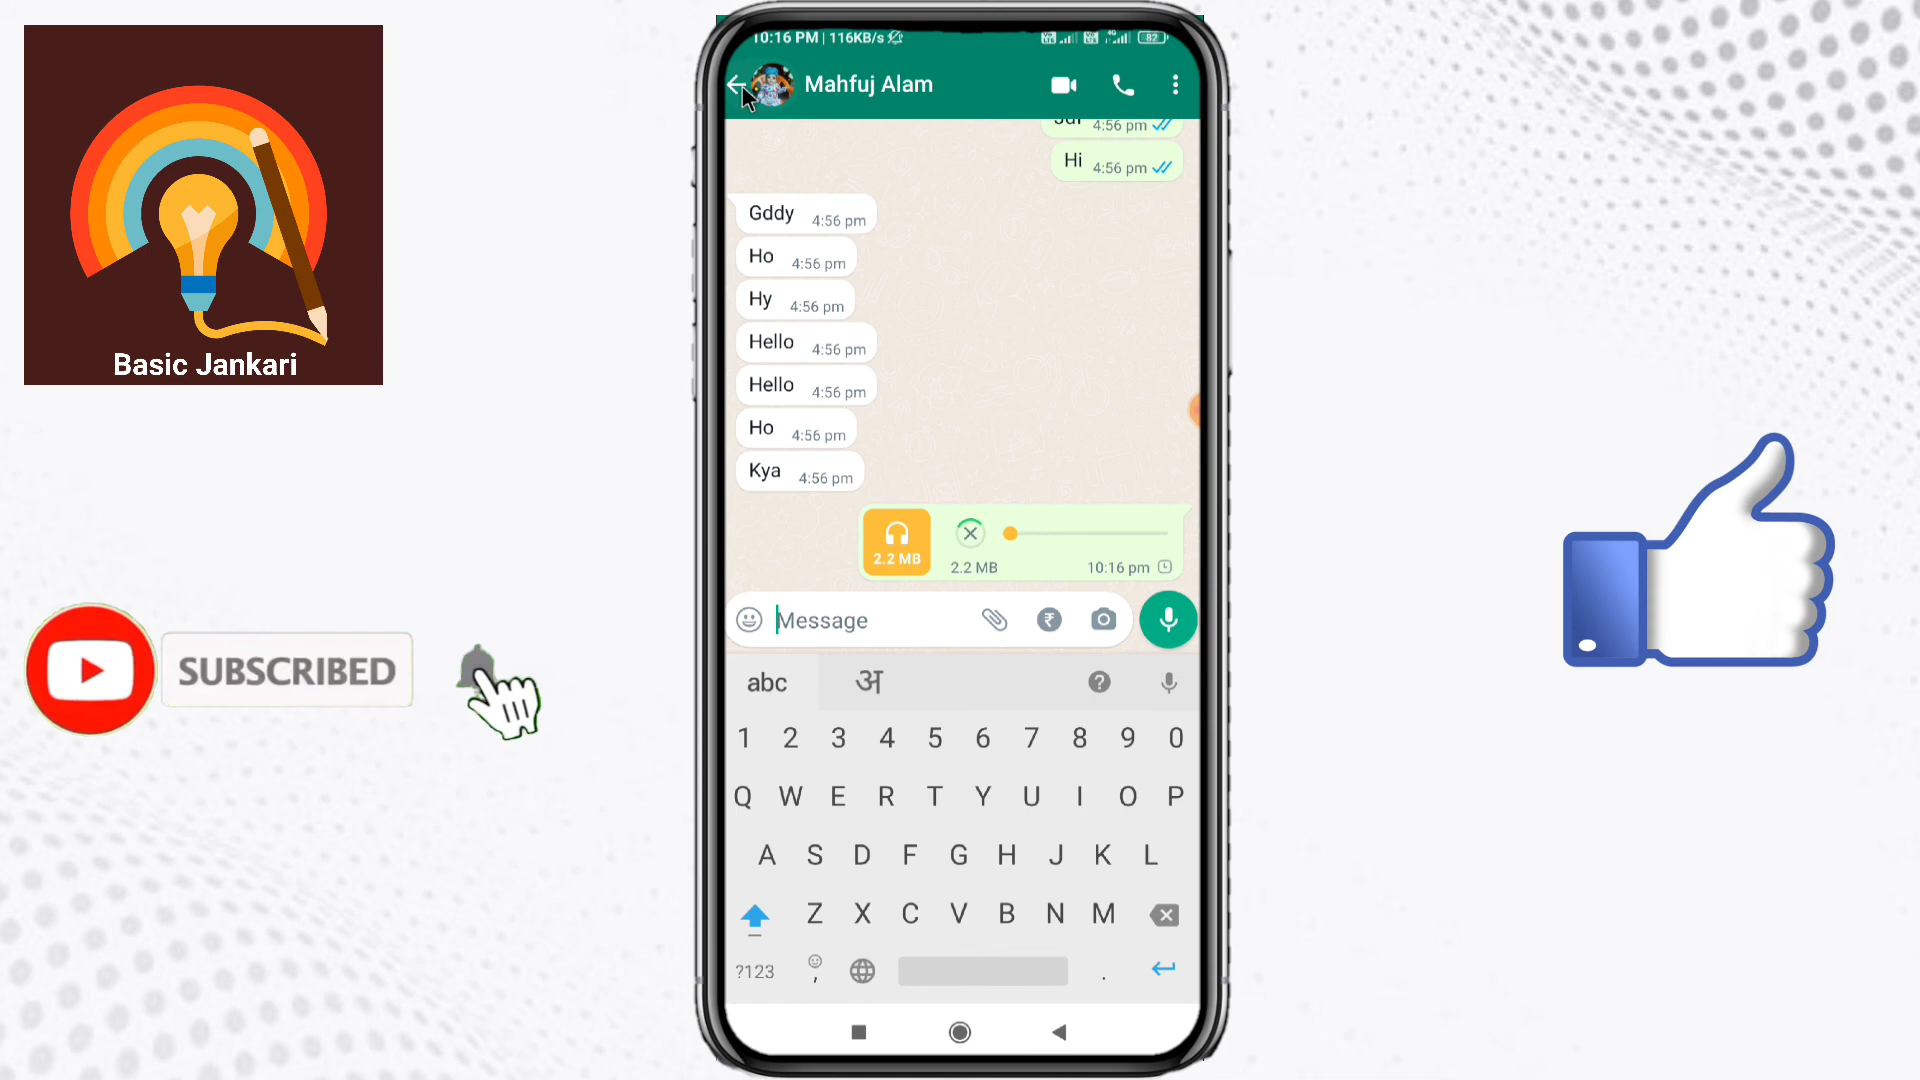 Basic Jankari
SUBSCRIBED
10:16 PM | 116KB/s
4G
82
Mahfuj Alam
4:56 pm
Hi 4:56 pm
Gddy 4:56 pm
Ho 4:56 pm
Hy 4:56 pm
Hello 4:56 pm
Hello 4:56 pm
Ho 4:56 pm
Kya 4:56 pm
2.2 MB
2.2 MB 10:16 pm
Message ₹
abc अ ?
1 2 3 4 5 6 7 8 9 0
Q W E R T Y U I O P
A S D F G H J K L
Z X C V B N M
?123 , .